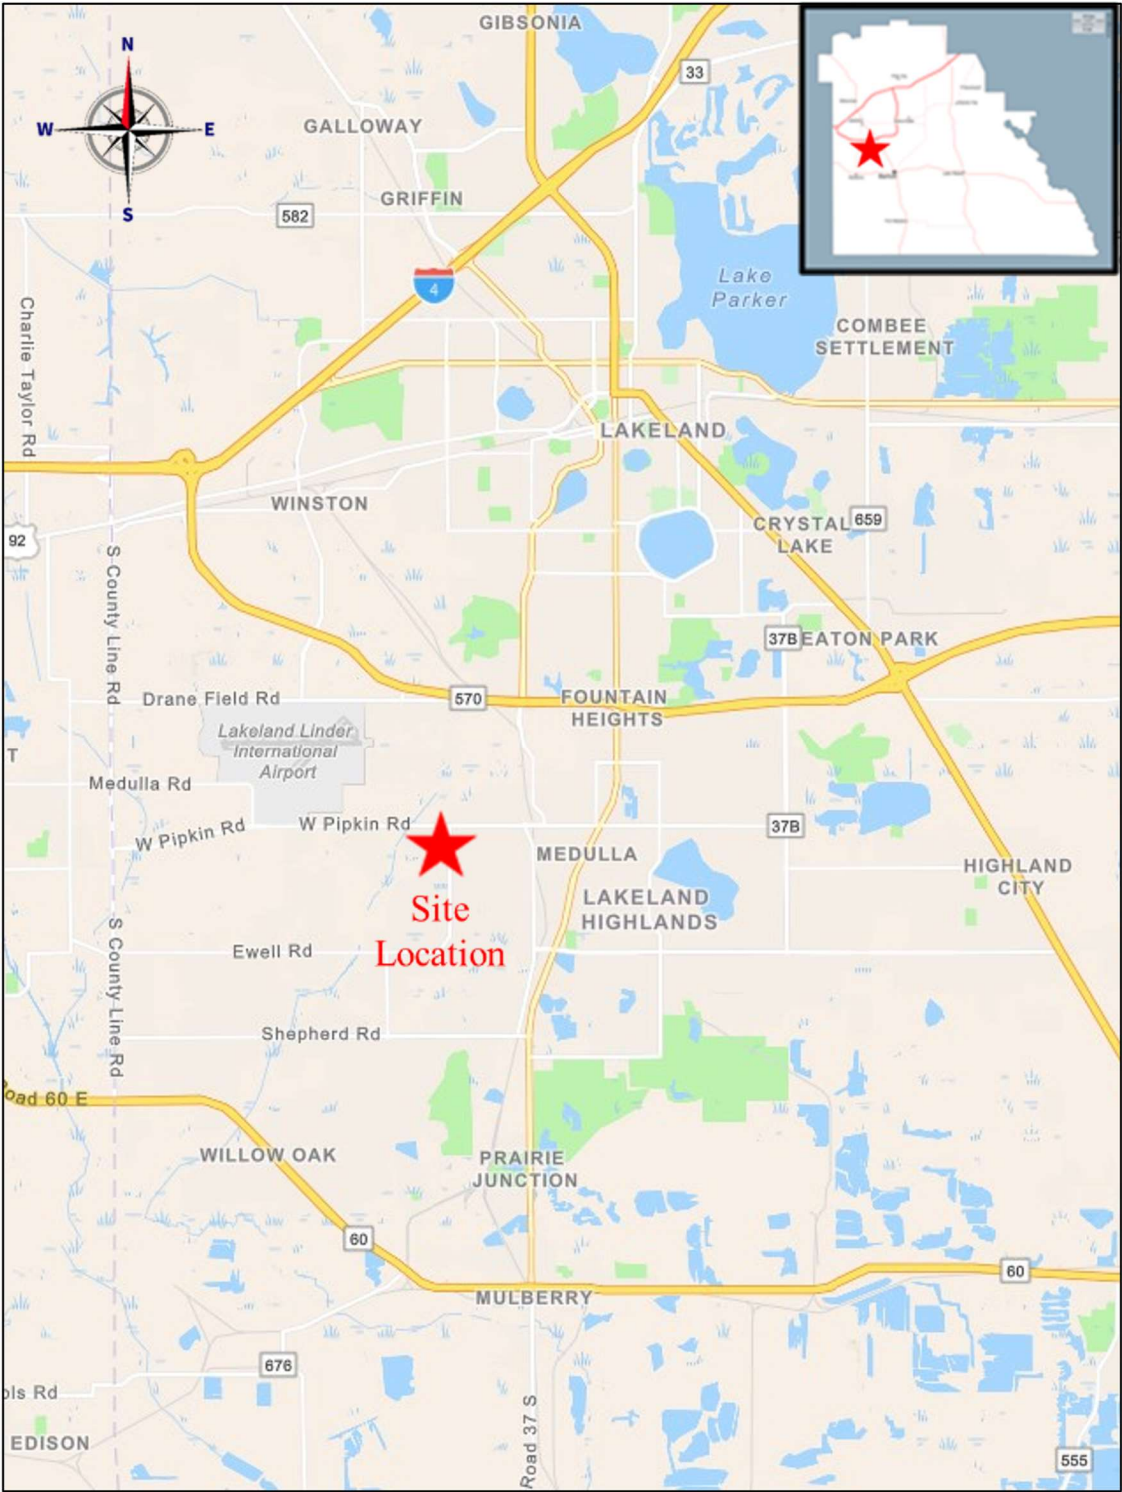 GIBSONIA
N
33
W
E
GALLOWAY
S
GRIFFIN
582
4
Lake
Parker
Charlie Taylor Rd
COMBEE
SETTLEMENT
LAKELAND
WINSTON
92
659
CRYSTAL
LAKE
S County Line Rd
37B
EATON PARK
Drane Field Rd
570
FOUNTAIN
HEIGHTS
Lakeland Linder
International
Airport
T
Medulla Rd
W Pipkin Rd
W Pipkin Rd
37B
MEDULLA
HIGHLAND
CITY
LAKELAND
HIGHLANDS
Site
Location
S County Line Rd
Ewell Rd
Shepherd Rd
Road 60 E
WILLOW OAK
PRAIRIE
JUNCTION
60
60
MULBERRY
676
ols Rd
Road 37 S
EDISON
555